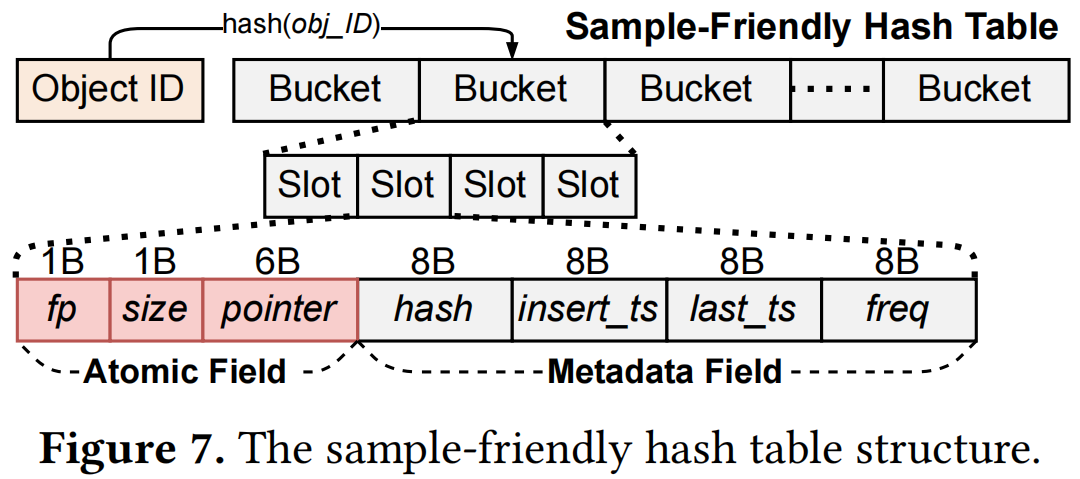 hash(obj_ID)
Sample-Friendly Hash Table
Object ID Bucket Bucket Bucket Bucket
Slot Slot Slot Slot
1B 1B 6B 8B 8B 8B 8B
fp size pointer hash insert_ts last_ts freq
Atomic Field Metadata Field
Figure 7. The sample-friendly hash table structure.